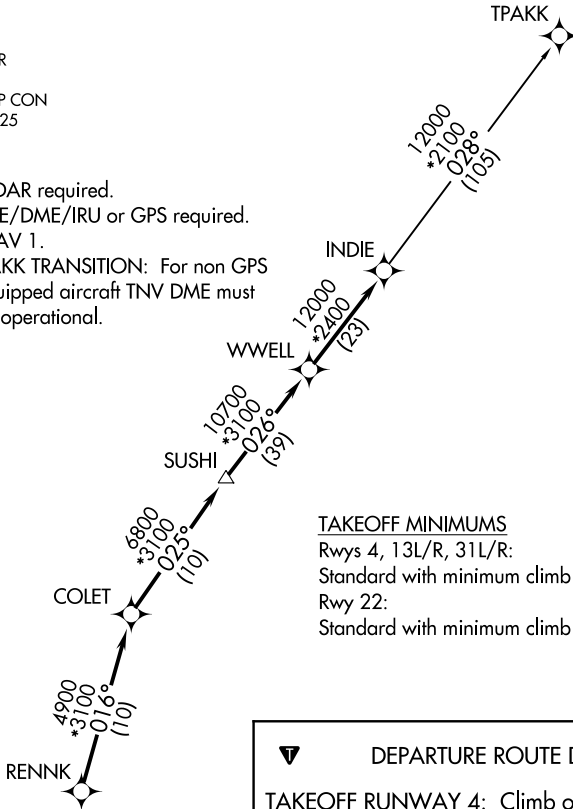 TPAKK
R
P CON
25
12000
*2100
028°
(105)
DAR required.
E/DME/IRU or GPS required.
AV 1.
AKK TRANSITION: For non GPS
uipped aircraft TNV DME must
operational.
INDIE
12000
*2400
(23)
WWELL
10700
*3100
026°
(39)
SUSHI
6800
*3100
025°
(10)
TAKEOFF MINIMUMS
Rwys 4, 13L/R, 31L/R:
Standard with minimum climb
Rwy 22:
Standard with minimum climb
COLET
4900
*3100
016°
(10)
RENNK
T DEPARTURE ROUTE D
TAKEOFF RUNWAY 4: Climb o